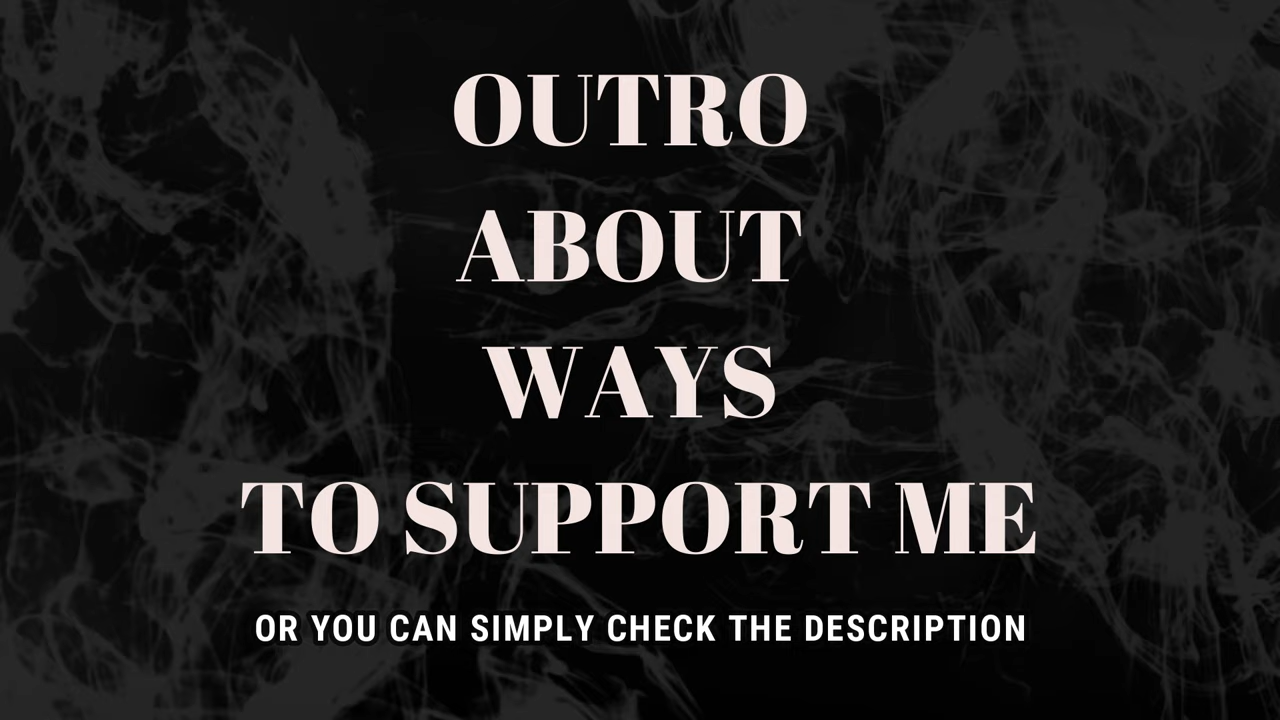 OUTRO
ABOUT
WAYS
TO SUPPORT ME
OR YOU CAN SIMPLY CHECK THE DESCRIPTION